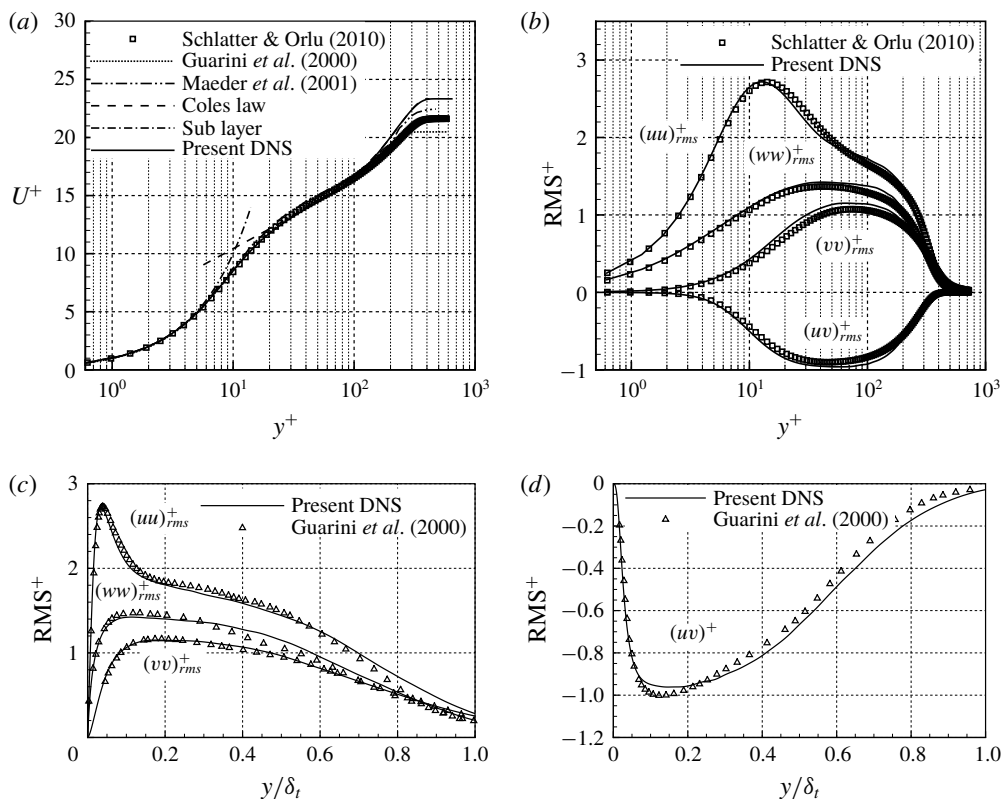 (a)
30
25
20
15
10
5
0
U+
10^0
10^1
10^2
10^3
y+
Schlatter & Orlu (2010)
Guarini et al. (2000)
Maeder et al. (2001)
Coles law
Sub layer
Present DNS
(b)
3
2
1
0
−1
RMS+
10^0
10^1
10^2
10^3
y+
Schlatter & Orlu (2010)
Present DNS
(uu)+rms
(ww)+rms
(vv)+rms
(uv)+rms
(c)
3
2
1
RMS+
0
0.2
0.4
0.6
0.8
1.0
y/δt
Present DNS
Guarini et al. (2000)
(uu)+rms
(ww)+rms
(vv)+rms
(d)
0
−0.2
−0.4
−0.6
−0.8
−1.0
−1.2
RMS+
0
0.2
0.4
0.6
0.8
1.0
y/δt
Present DNS
Guarini et al. (2000)
(uv)+